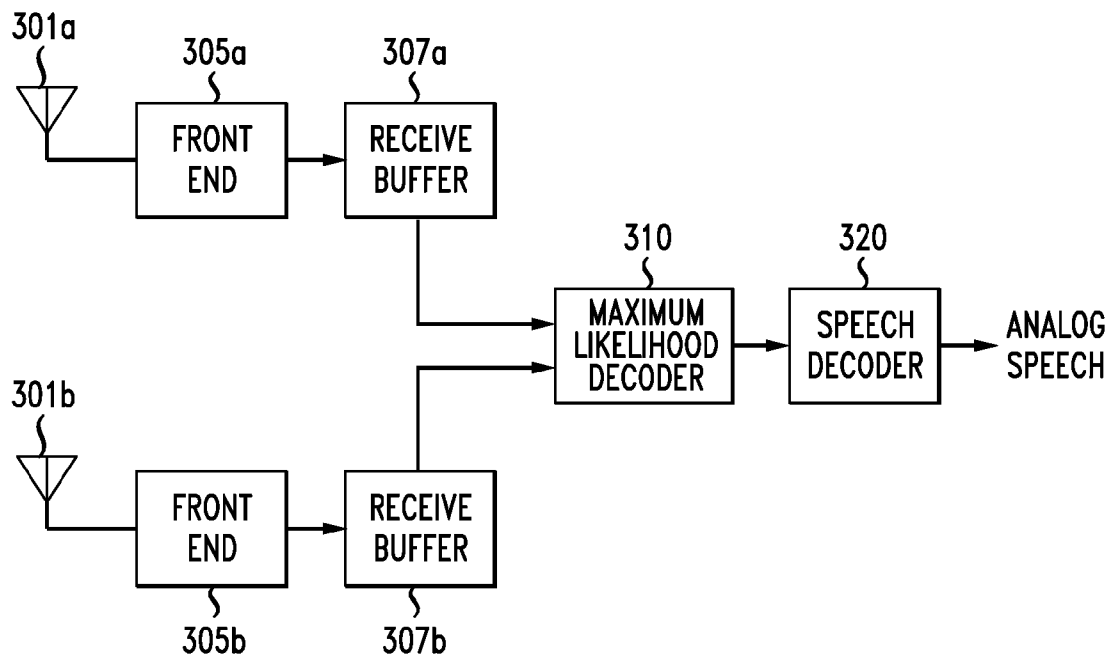 301a
305a
307a
FRONT
END
RECEIVE
BUFFER
310
320
MAXIMUM
LIKELIHOOD
DECODER
SPEECH
DECODER
ANALOG
SPEECH
301b
FRONT
END
RECEIVE
BUFFER
305b
307b